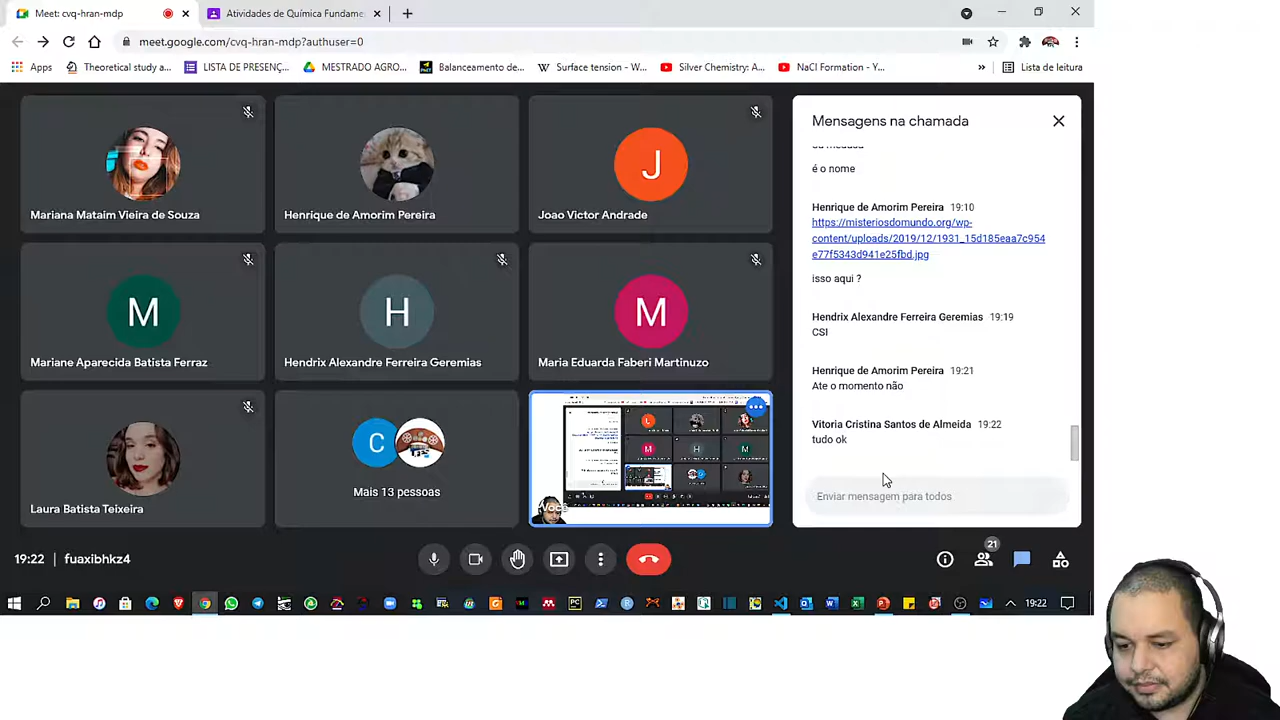 Meet: cvq-hran-mdp
Atividades de Química Fundame
meet.google.com/cvq-hran-mdp?authuser=0
Apps
Theoretical study a...
LISTA DE PRESENÇ...
MESTRADO AGRO...
Balanceamento de...
Surface tension - W...
Silver Chemistry: A...
NaCl Formation - Y...
»
Lista de leitura
Mariana Mataim Vieira de Souza
Henrique de Amorim Pereira
J
Joao Victor Andrade
M
Mariane Aparecida Batista Ferraz
H
Hendrix Alexandre Ferreira Geremias
M
Maria Eduarda Faberi Martinuzo
Laura Batista Teixeira
C
Mais 13 pessoas
Você
Mensagens na chamada
é o nome
Henrique de Amorim Pereira 19:10
https://misteriosdomundo.org/wp-
content/uploads/2019/12/1931_15d185eaa7c954
e77f5343d941e25fbd.jpg
isso aqui ?
Hendrix Alexandre Ferreira Geremias 19:19
CSI
Henrique de Amorim Pereira 19:21
Ate o momento não
Vitoria Cristina Santos de Almeida 19:22
tudo ok
Enviar mensagem para todos
19:22 | fuaxibhkz4
21
19:22